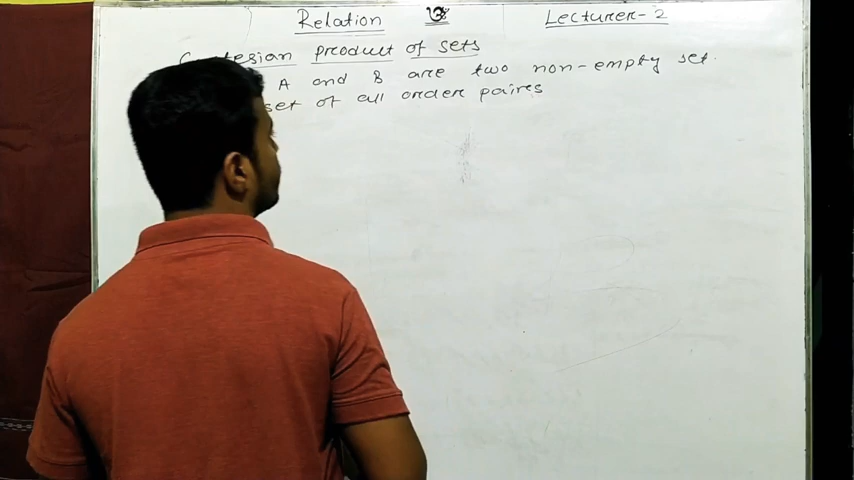 Relation ওঁ Lecturer-2
product of sets
A and B are two non-empty set.
set of all order paires